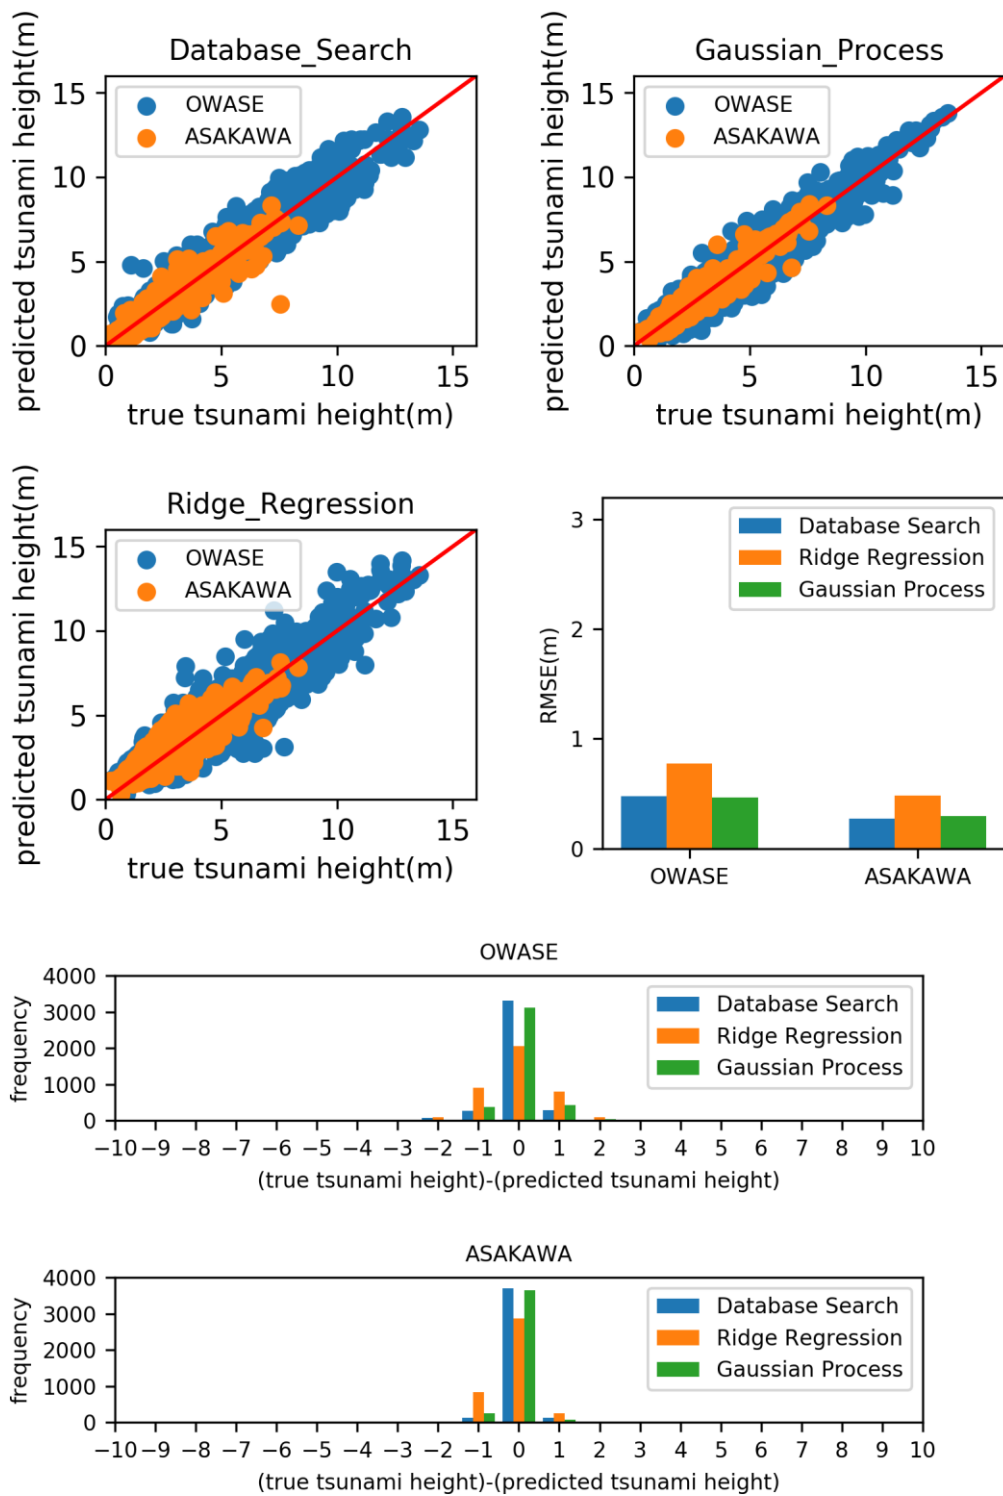 Database_Search
predicted tsunami height(m)
15
10
5
0
OWASE
ASAKAWA
0 5 10 15
true tsunami height(m)
Gaussian_Process
predicted tsunami height(m)
15
10
5
0
OWASE
ASAKAWA
0 5 10 15
true tsunami height(m)
Ridge_Regression
predicted tsunami height(m)
15
10
5
0
OWASE
ASAKAWA
0 5 10 15
true tsunami height(m)
RMSE(m)
3
2
1
0
Database Search
Ridge Regression
Gaussian Process
OWASE ASAKAWA
OWASE
frequency
4000
3000
2000
1000
0
Database Search
Ridge Regression
Gaussian Process
−10 −9 −8 −7 −6 −5 −4 −3 −2 −1 0 1 2 3 4 5 6 7 8 9 10
(true tsunami height)-(predicted tsunami height)
ASAKAWA
frequency
4000
3000
2000
1000
0
Database Search
Ridge Regression
Gaussian Process
−10 −9 −8 −7 −6 −5 −4 −3 −2 −1 0 1 2 3 4 5 6 7 8 9 10
(true tsunami height)-(predicted tsunami height)